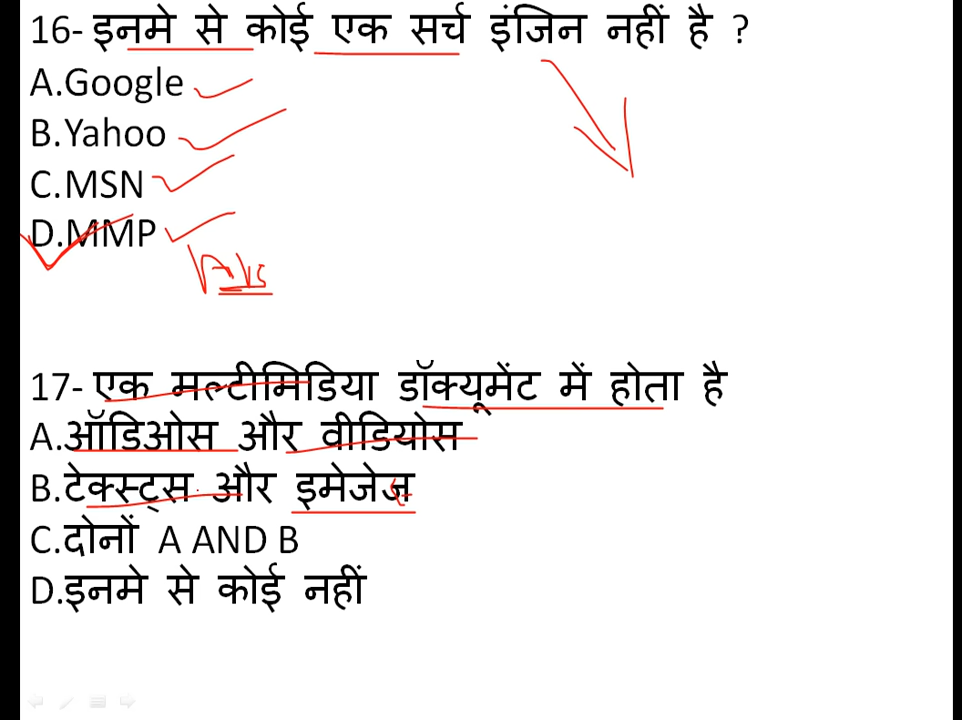 16- इनमे से कोई एक सर्च इंजिन नहीं है ?
A.Google
B.Yahoo
C.MSN
D.MMP
Ans
17- एक मल्टीमिडिया डॉक्यूमेंट में होता है
A.ऑडिओस और वीडियोस
B.टेक्स्ट्स और इमेजेज
C.दोनों A AND B
D.इनमे से कोई नहीं